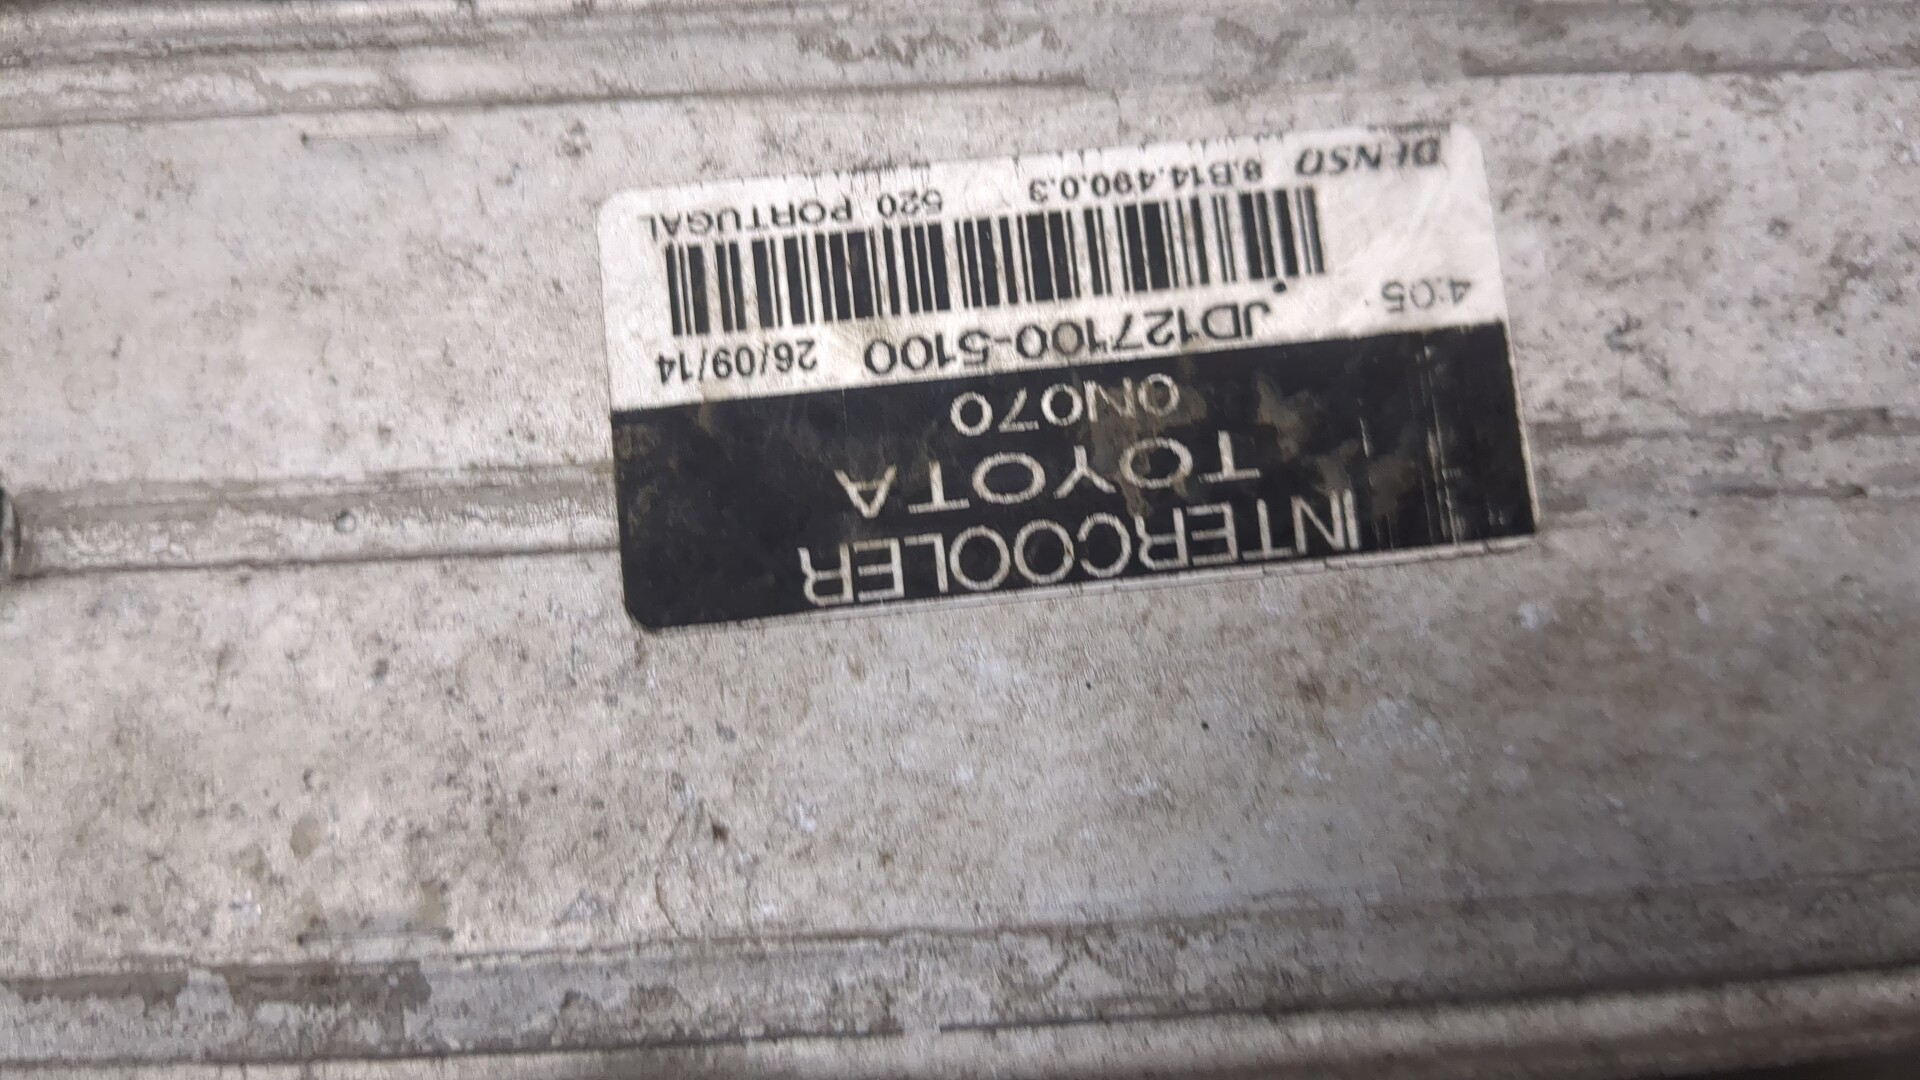 INTERCOOLER
TOYOTA
0N070
JD127100-5100 26/09/14
4:05
DENSO 8.B14.490.0.3 520 PORTUGAL